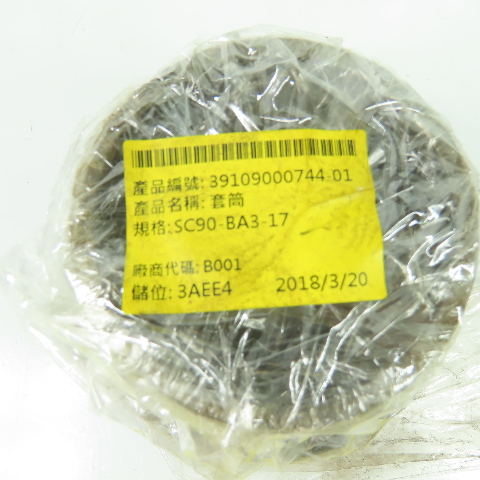 產品編號: 39109000744-01
產品名稱: 套筒
規格: SC90-BA3-17
廠商代碼: B001
儲位: 3AEE4 2018/3/20